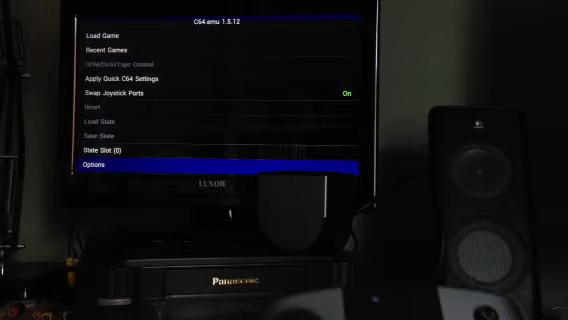 C64.emu 1.5.12
Load Game
Recent Games
ROM/Disk/Tape Control
Apply Quick C64 Settings
Swap Joystick Ports On
Reset
Load State
Save State
State Slot (0)
Options
LUXOR
Panasonic